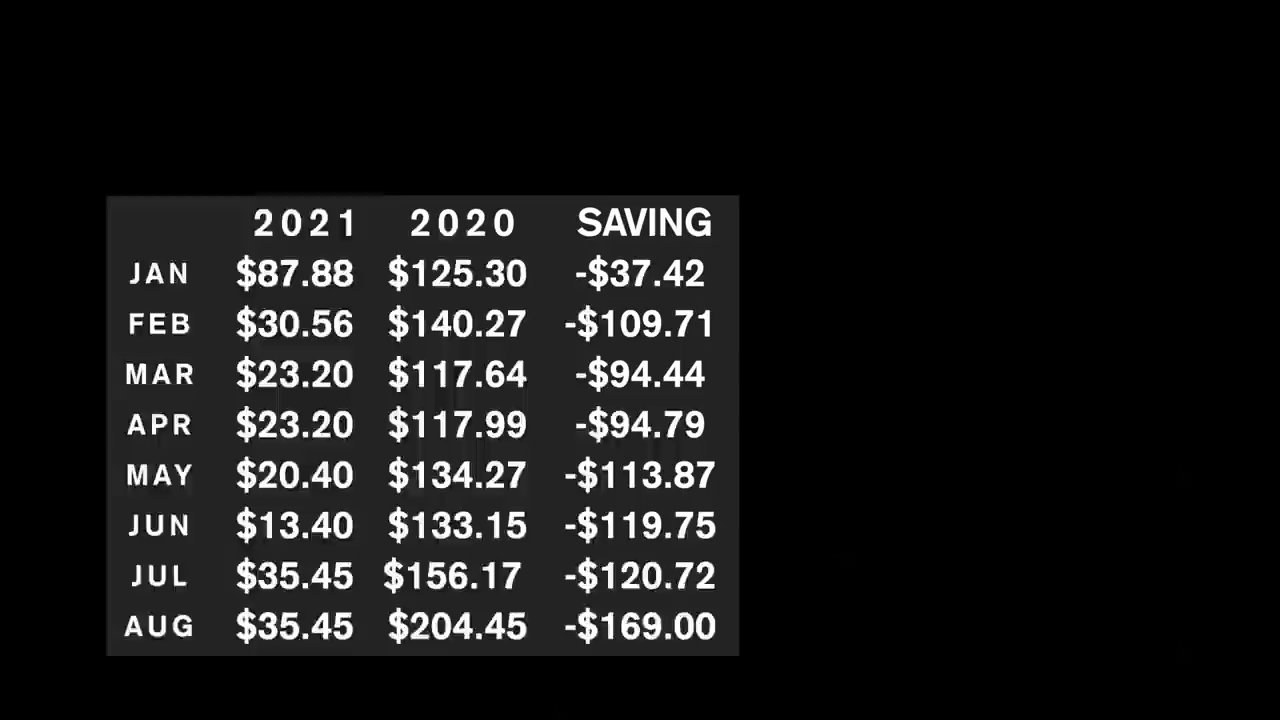 2021 2020 SAVING
JAN $87.88 $125.30 -$37.42
FEB $30.56 $140.27 -$109.71
MAR $23.20 $117.64 -$94.44
APR $23.20 $117.99 -$94.79
MAY $20.40 $134.27 -$113.87
JUN $13.40 $133.15 -$119.75
JUL $35.45 $156.17 -$120.72
AUG $35.45 $204.45 -$169.00